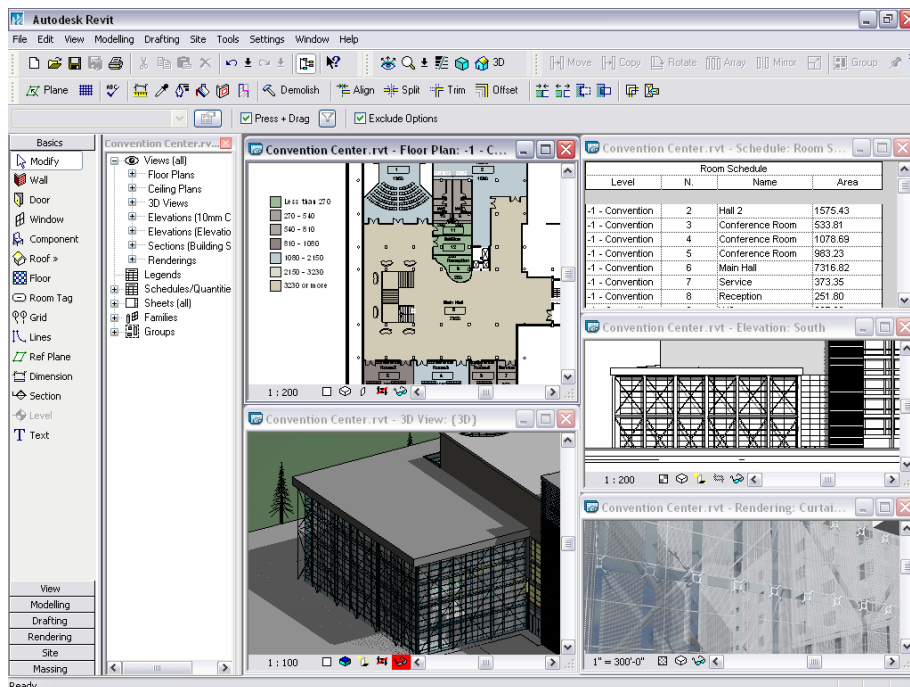 Autodesk Revit
File Edit View Modelling Drafting Site Tools Settings Window Help
3D Move Copy Rotate Array Mirror Group
Plane Demolish Align Split Trim Offset
Press + Drag Exclude Options
Basics
Modify
Wall
Door
Window
Component
Roof »
Floor
Room Tag
Grid
Lines
Ref Plane
Dimension
Section
Level
Text
View
Modelling
Drafting
Rendering
Site
Massing
Convention Center.rv...
Views (all)
Floor Plans
Ceiling Plans
3D Views
Elevations (10mm C
Elevations (Elevatio
Sections (Building S
Renderings
Legends
Schedules/Quantitie
Sheets (all)
Families
Groups
Convention Center.rvt - Floor Plan: -1 - C...
Less than 270
270 - 540
540 - 810
810 - 1080
1080 - 2150
2150 - 3230
3230 or more
Reception
Main Hall
1 : 200
Convention Center.rvt - 3D View: {3D}
1 : 100
Convention Center.rvt - Schedule: Room S...
Room Schedule
Level N. Name Area
-1 - Convention 2 Hall 2 1575.43
-1 - Convention 3 Conference Room 533.81
-1 - Convention 4 Conference Room 1078.69
-1 - Convention 5 Conference Room 983.23
-1 - Convention 6 Main Hall 7316.82
-1 - Convention 7 Service 373.35
-1 - Convention 8 Reception 251.80
Convention Center.rvt - Elevation: South
1 : 200
Convention Center.rvt - Rendering: Curtai...
1" = 300'-0"
Ready